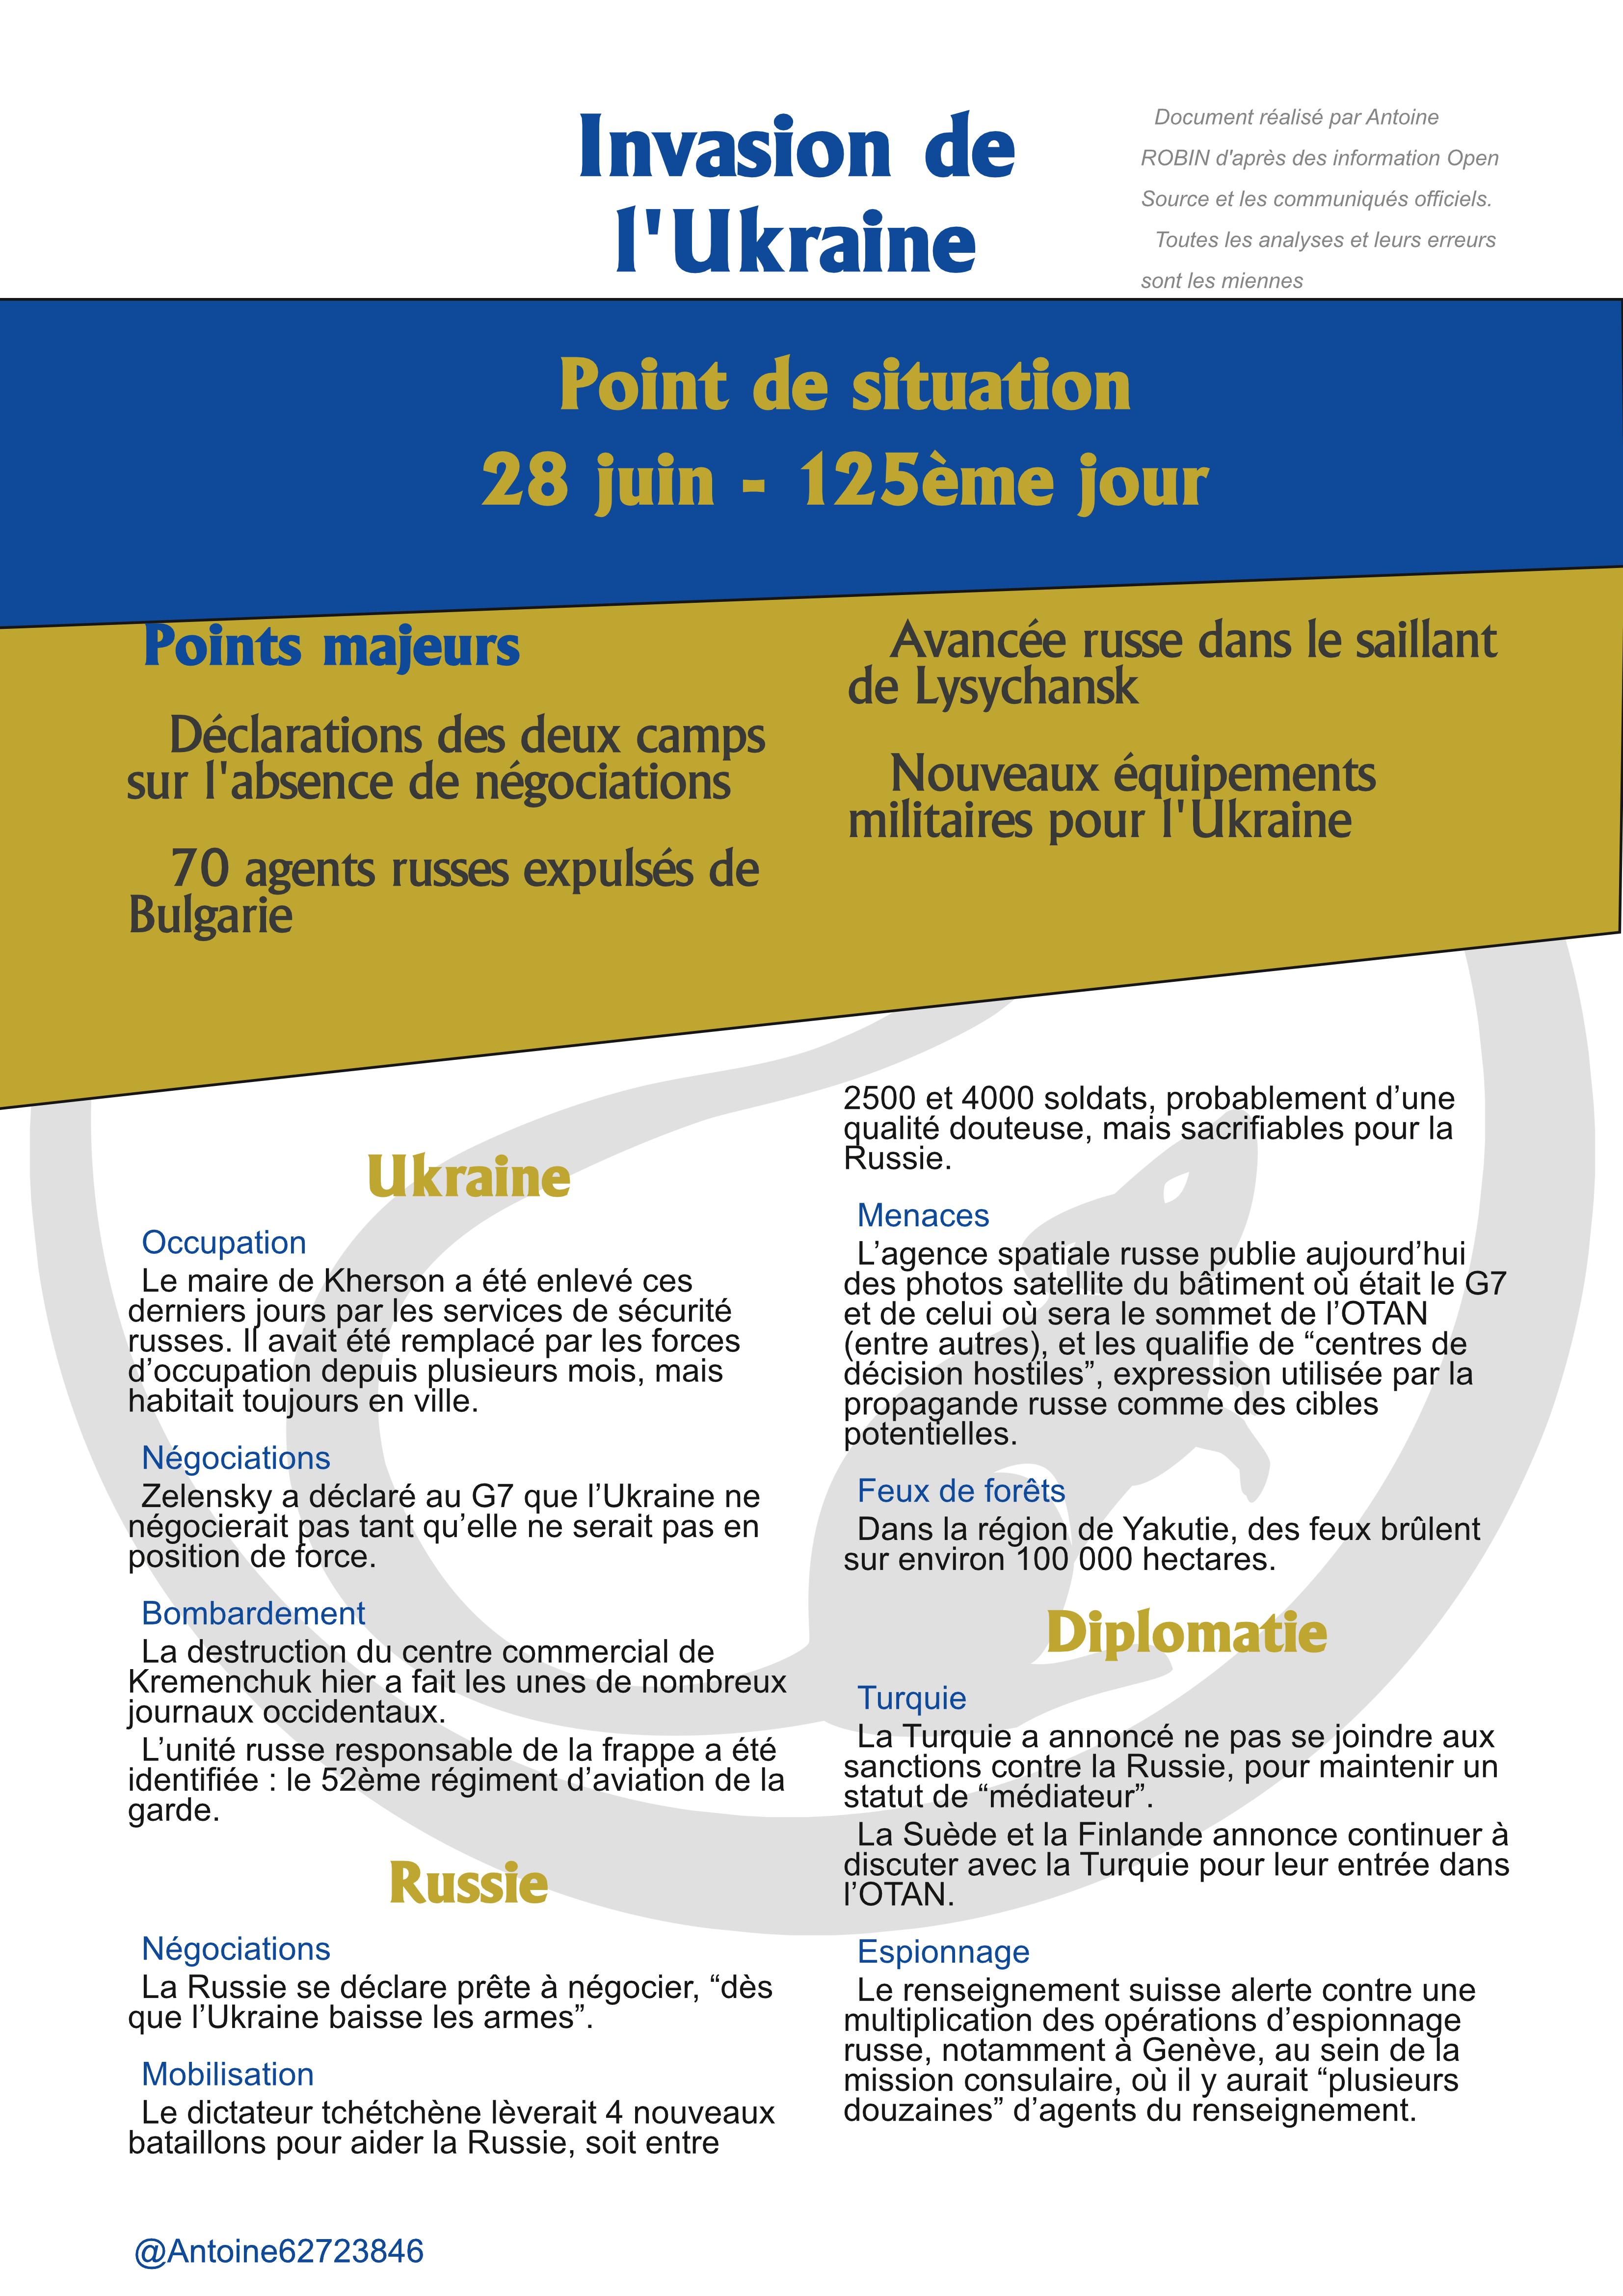 Invasion de
l'Ukraine
Document réalisé par Antoine
ROBIN d'après des information Open
Source et les communiqués officiels.
Toutes les analyses et leurs erreurs
sont les miennes
Point de situation
28 juin - 125ème jour
Points majeurs
Déclarations des deux camps
sur l'absence de négociations
70 agents russes expulsés de
Bulgarie
Avancée russe dans le saillant
de Lysychansk
Nouveaux équipements
militaires pour l'Ukraine
Ukraine
Occupation
Le maire de Kherson a été enlevé ces
derniers jours par les services de sécurité
russes. Il avait été remplacé par les forces
d’occupation depuis plusieurs mois, mais
habitait toujours en ville.
Négociations
Zelensky a déclaré au G7 que l’Ukraine ne
négocierait pas tant qu’elle ne serait pas en
position de force.
Bombardement
La destruction du centre commercial de
Kremenchuk hier a fait les unes de nombreux
journaux occidentaux.
L’unité russe responsable de la frappe a été
identifiée : le 52ème régiment d’aviation de la
garde.
Russie
Négociations
La Russie se déclare prête à négocier, “dès
que l’Ukraine baisse les armes”.
Mobilisation
Le dictateur tchétchène lèverait 4 nouveaux
bataillons pour aider la Russie, soit entre
2500 et 4000 soldats, probablement d’une
qualité douteuse, mais sacrifiables pour la
Russie.
Menaces
L’agence spatiale russe publie aujourd’hui
des photos satellite du bâtiment où était le G7
et de celui où sera le sommet de l’OTAN
(entre autres), et les qualifie de “centres de
décision hostiles”, expression utilisée par la
propagande russe comme des cibles
potentielles.
Feux de forêts
Dans la région de Yakutie, des feux brûlent
sur environ 100 000 hectares.
Diplomatie
Turquie
La Turquie a annoncé ne pas se joindre aux
sanctions contre la Russie, pour maintenir un
statut de “médiateur”.
La Suède et la Finlande annonce continuer à
discuter avec la Turquie pour leur entrée dans
l’OTAN.
Espionnage
Le renseignement suisse alerte contre une
multiplication des opérations d’espionnage
russe, notamment à Genève, au sein de la
mission consulaire, où il y aurait “plusieurs
douzaines” d’agents du renseignement.
@Antoine62723846